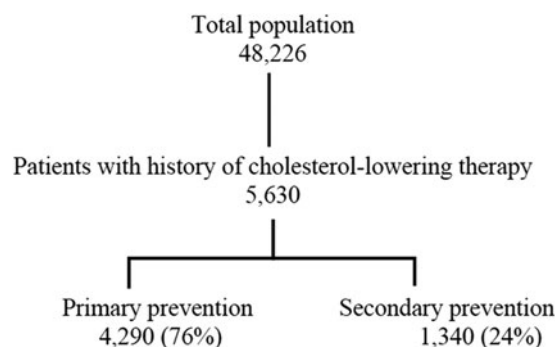 Total population
48,226
Patients with history of cholesterol-lowering therapy
5,630
Primary prevention
4,290 (76%)
Secondary prevention
1,340 (24%)